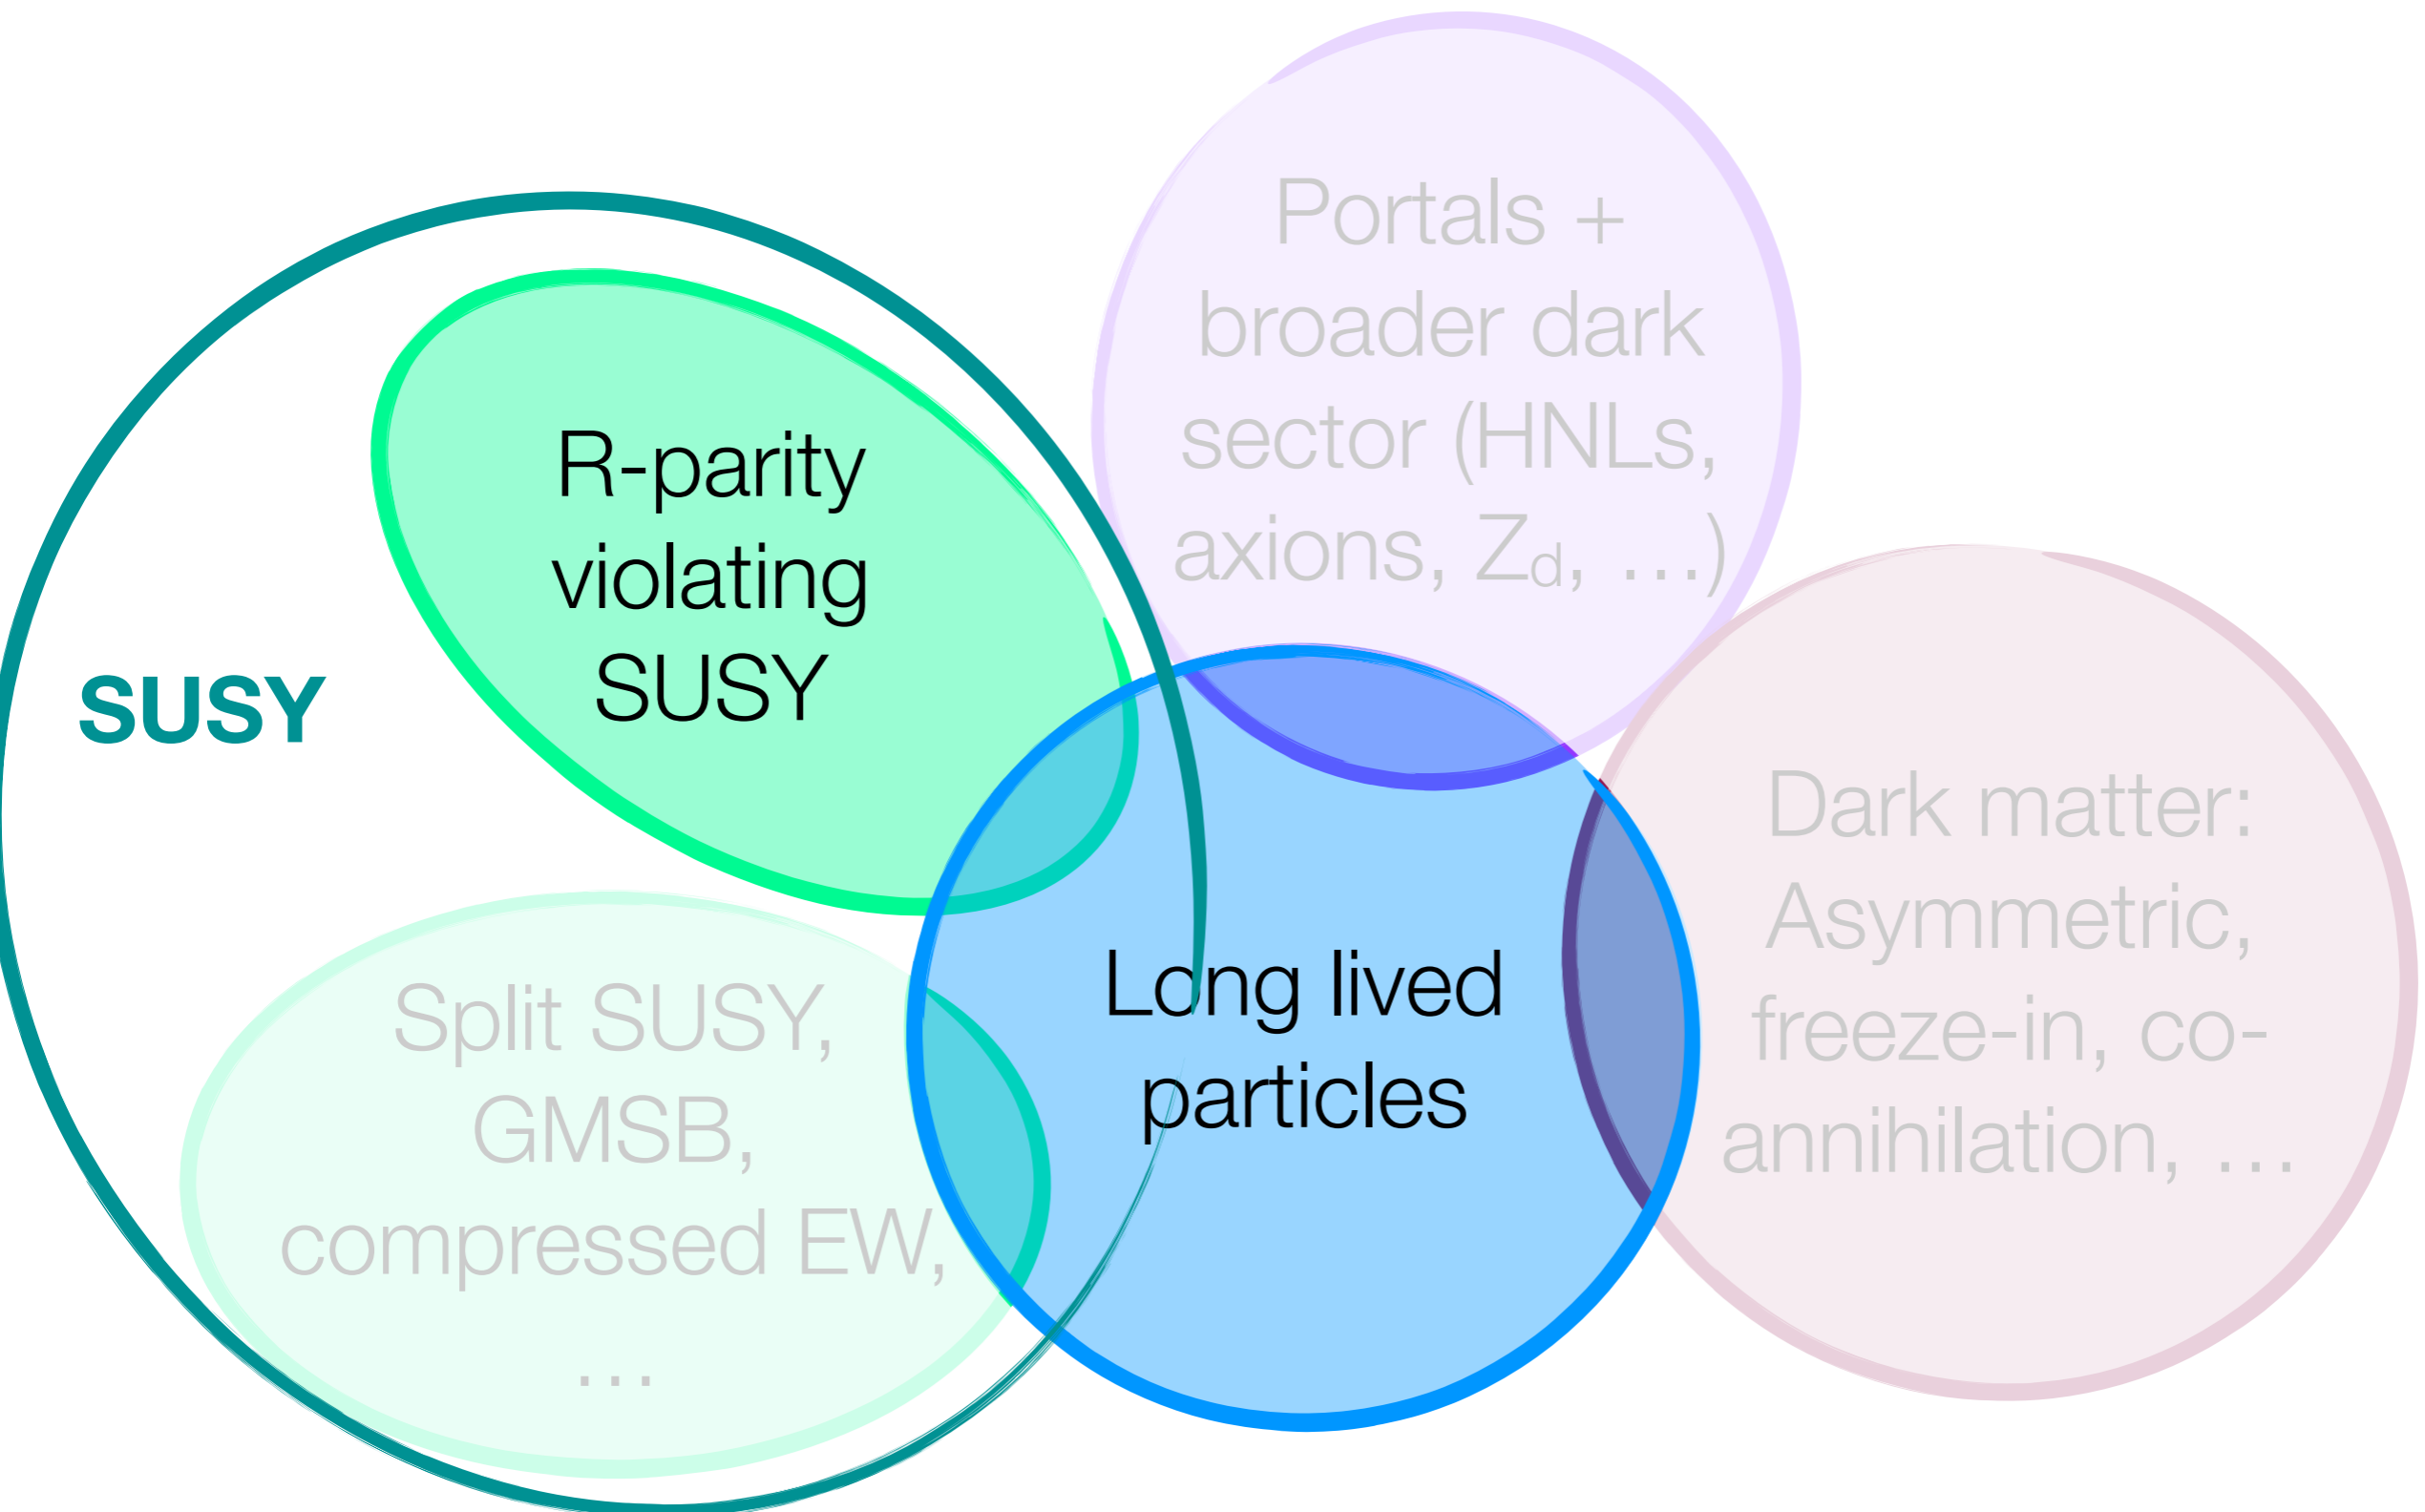 SUSY
R-parity
violating
SUSY
Split SUSY,
GMSB,
compressed EW,
...
Long lived
particles
Portals +
broader dark
sector (HNLs,
axions, Zd, ...)
Dark matter:
Asymmetric,
freeze-in, co-
annihilation, ...